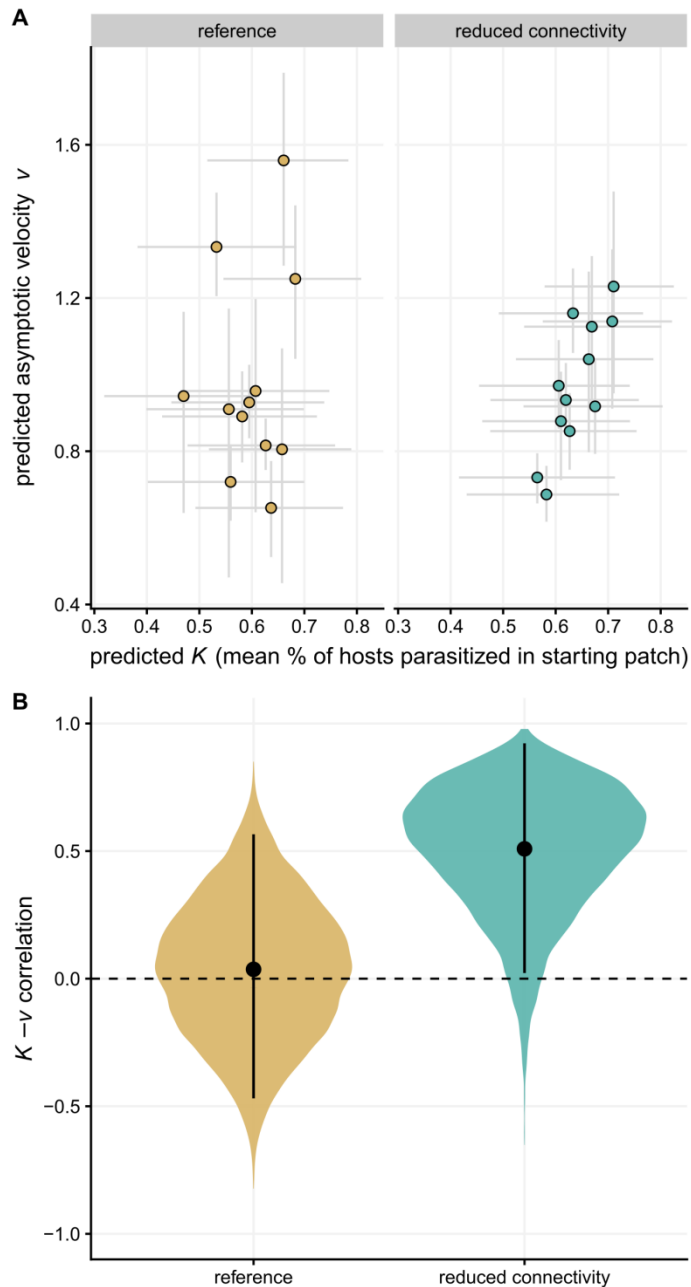 A
reference
reduced connectivity
predicted asymptotic velocity v
1.6
1.2
0.8
0.4
0.3 0.4 0.5 0.6 0.7 0.8 0.3 0.4 0.5 0.6 0.7 0.8
predicted K (mean % of hosts parasitized in starting patch)
B
K –v correlation
1.0
0.5
0.0
−0.5
−1.0
reference
reduced connectivity